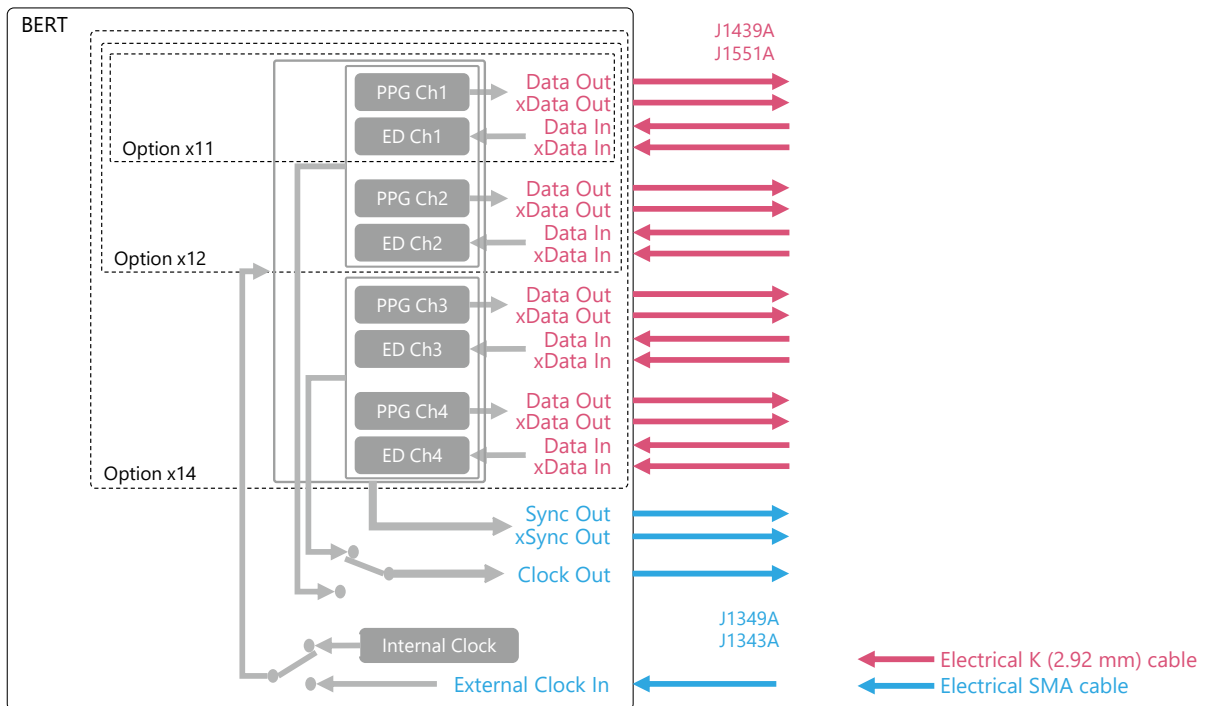 BERT
J1439A
J1551A
PPG Ch1
Data Out
xData Out
ED Ch1
Data In
xData In
Option x11
PPG Ch2
Data Out
xData Out
ED Ch2
Data In
xData In
Option x12
PPG Ch3
Data Out
xData Out
ED Ch3
Data In
xData In
PPG Ch4
Data Out
xData Out
ED Ch4
Data In
xData In
Option x14
Sync Out
xSync Out
Clock Out
J1349A
J1343A
Internal Clock
External Clock In
Electrical K (2.92 mm) cable
Electrical SMA cable